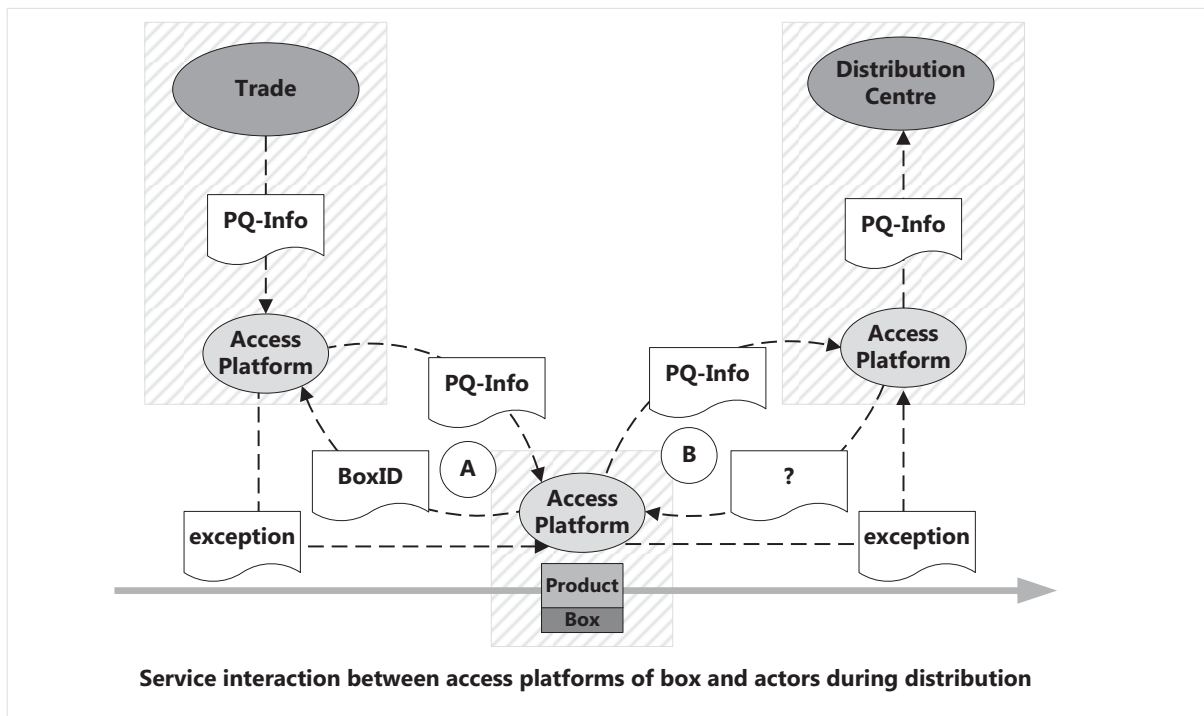 Trade
Distribution
Centre
PQ-Info
PQ-Info
Access
Platform
Access
Platform
PQ-Info
PQ-Info
A
B
BoxID
?
Access
Platform
exception
exception
Product
Box
Service interaction between access platforms of box and actors during distribution